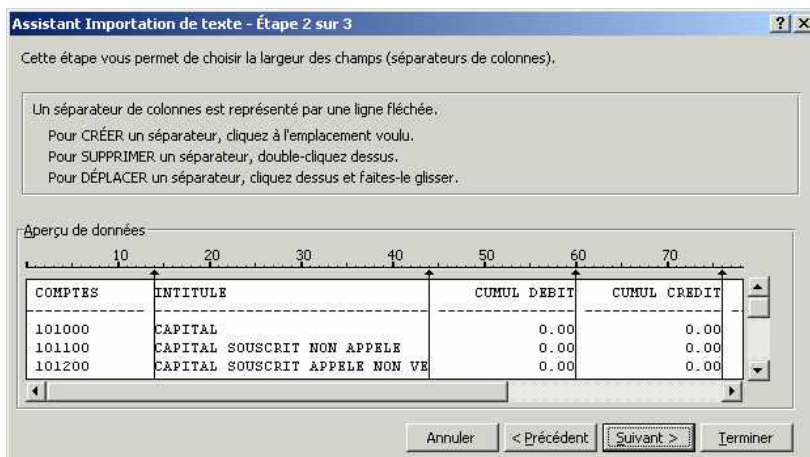 Assistant Importation de texte - Étape 2 sur 3
Cette étape vous permet de choisir la largeur des champs (séparateurs de colonnes).
Un séparateur de colonnes est représenté par une ligne fléchée.
Pour CRÉER un séparateur, cliquez à l'emplacement voulu.
Pour SUPPRIMER un séparateur, double-cliquez dessus.
Pour DÉPLACER un séparateur, cliquez dessus et faites-le glisser.
Aperçu de données
10 20 30 40 50 60 70
COMPTES INTITULE CUMUL DEBIT CUMUL CREDIT
101000 CAPITAL 0.00 0.00
101100 CAPITAL SOUSCRIT NON APPELE 0.00 0.00
101200 CAPITAL SOUSCRIT APPELE NON VE 0.00 0.00
Annuler < Précédent Suivant > Terminer